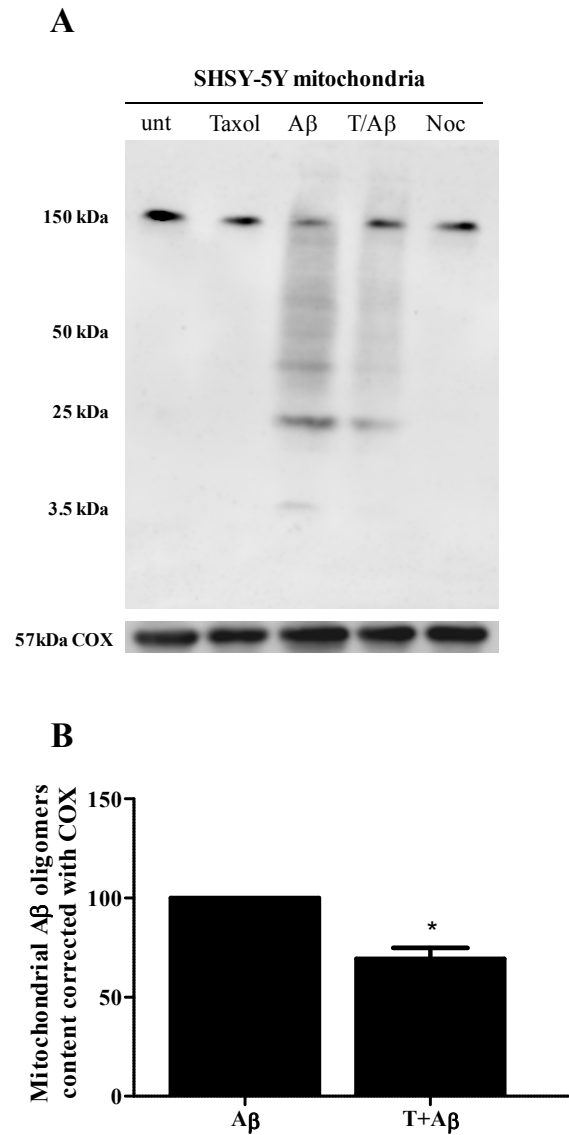 A
SHSY-5Y mitochondria
unt Taxol Aβ T/Aβ Noc
150 kDa
50 kDa
25 kDa
3.5 kDa
57kDa COX
B
Mitochondrial Aβ oligomers
content corrected with COX
150
100
50
0
*
Aβ T+Aβ